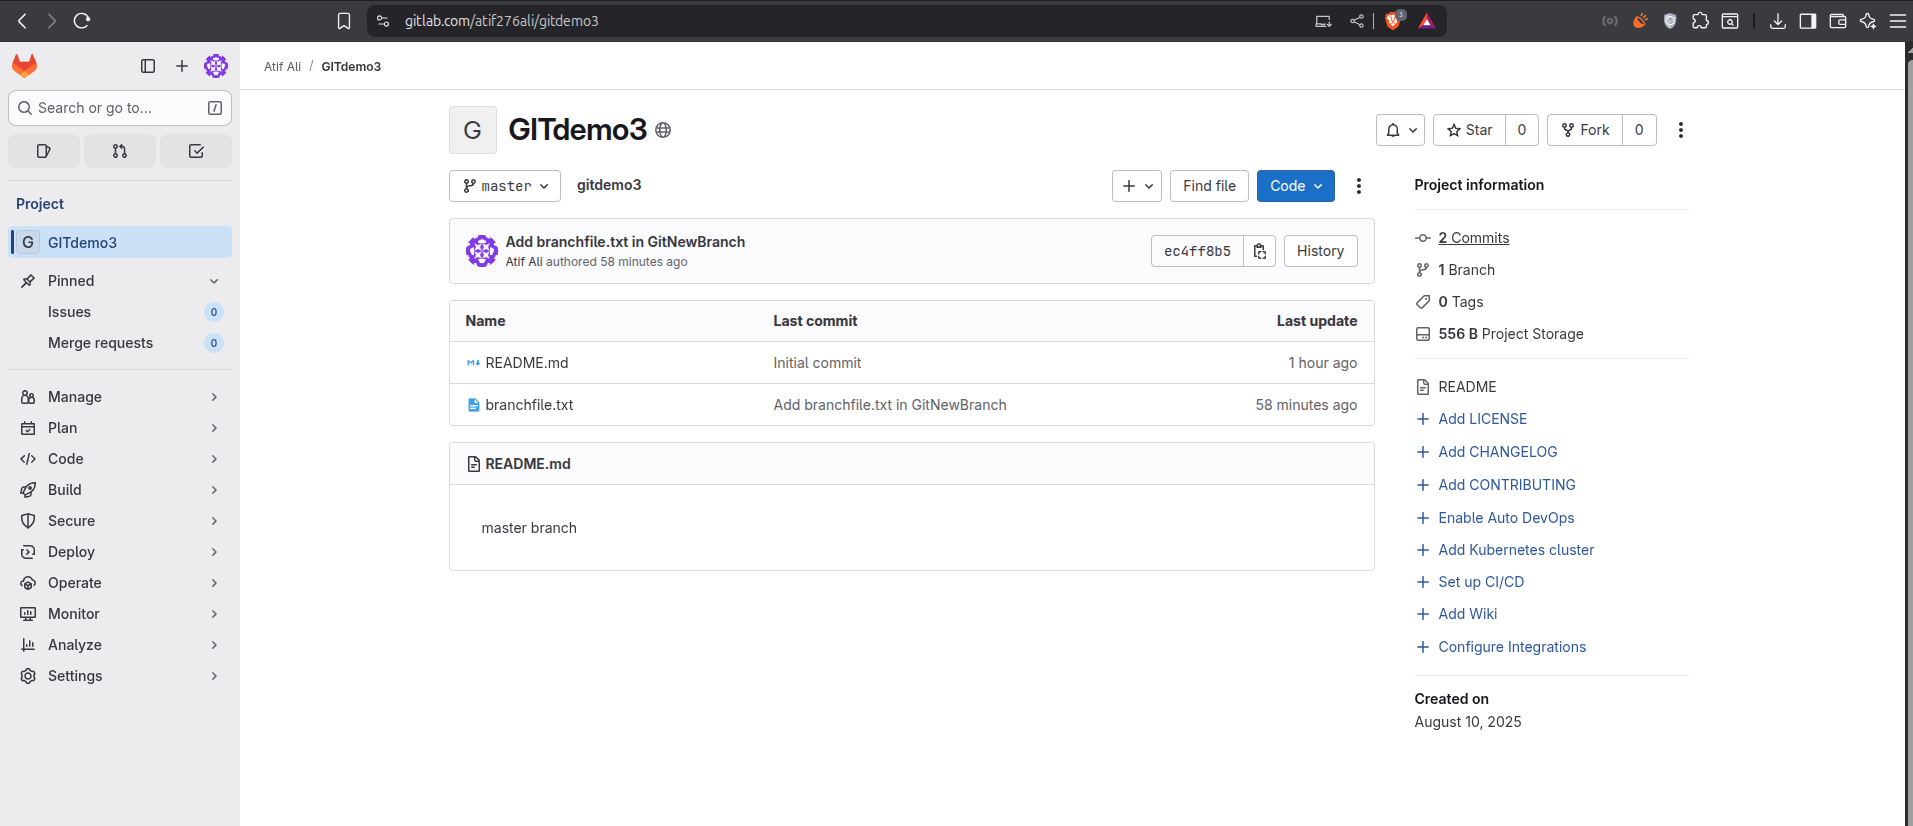 gitlab.com/atif276ali/gitdemo3
3
Atif Ali / GITdemo3
Search or go to... /
Project
G GITdemo3
Pinned
Issues 0
Merge requests 0
Manage
Plan
Code
Build
Secure
Deploy
Operate
Monitor
Analyze
Settings
G GITdemo3
Star 0
Fork 0
master gitdemo3
Find file
Code
Add branchfile.txt in GitNewBranch
Atif Ali authored 58 minutes ago
ec4ff8b5
History
Name Last commit Last update
README.md Initial commit 1 hour ago
branchfile.txt Add branchfile.txt in GitNewBranch 58 minutes ago
README.md
master branch
Project information
2 Commits
1 Branch
0 Tags
556 B Project Storage
README
Add LICENSE
Add CHANGELOG
Add CONTRIBUTING
Enable Auto DevOps
Add Kubernetes cluster
Set up CI/CD
Add Wiki
Configure Integrations
Created on
August 10, 2025